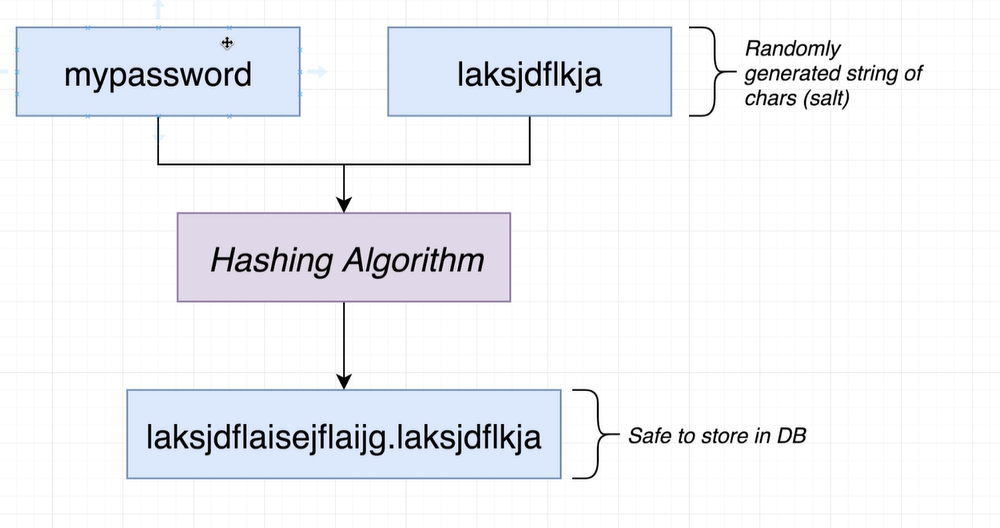 mypassword
laksjdflkja
Randomly
generated string of
chars (salt)
Hashing Algorithm
laksjdflaisejflaijg.laksjdflkja
Safe to store in DB